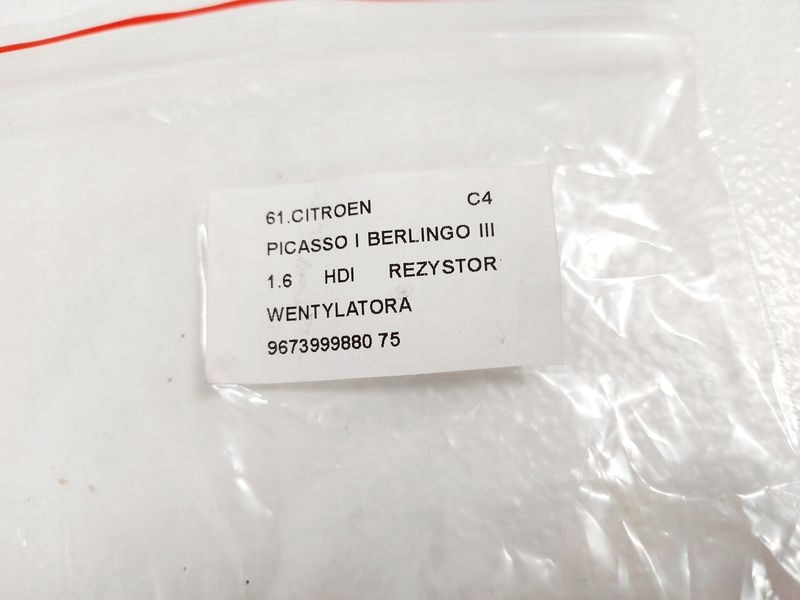 61.CITROEN C4
PICASSO I BERLINGO III
1.6 HDI REZYSTOR
WENTYLATORA
9673999880 75